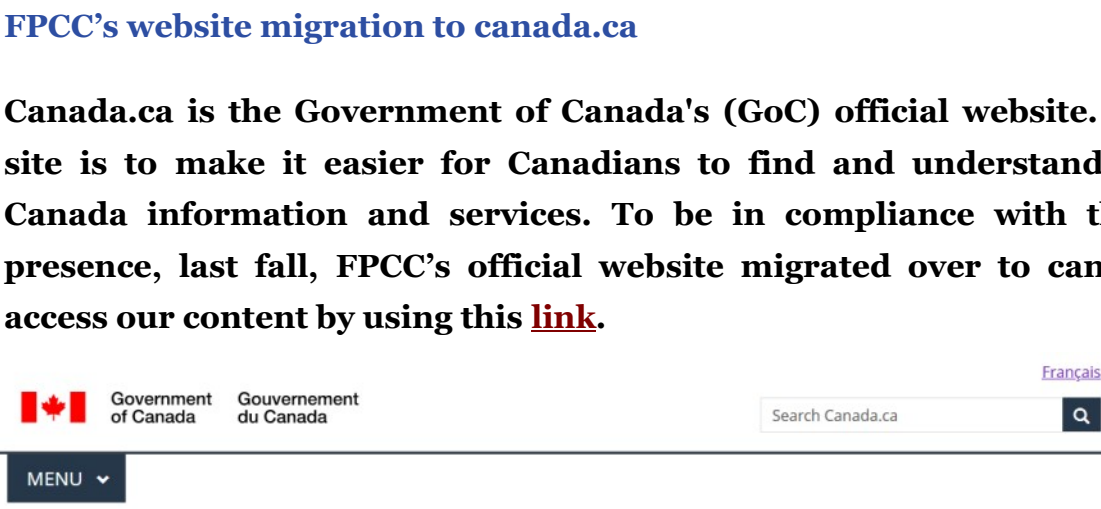 FPCC’s website migration to canada.ca
Canada.ca is the Government of Canada's (GoC) official website.
site is to make it easier for Canadians to find and understand
Canada information and services. To be in compliance with
presence, last fall, FPCC’s official website migrated over to
access our content by using this link.
Français
Government Gouvernement
of Canada du Canada
Search Canada.ca
MENU